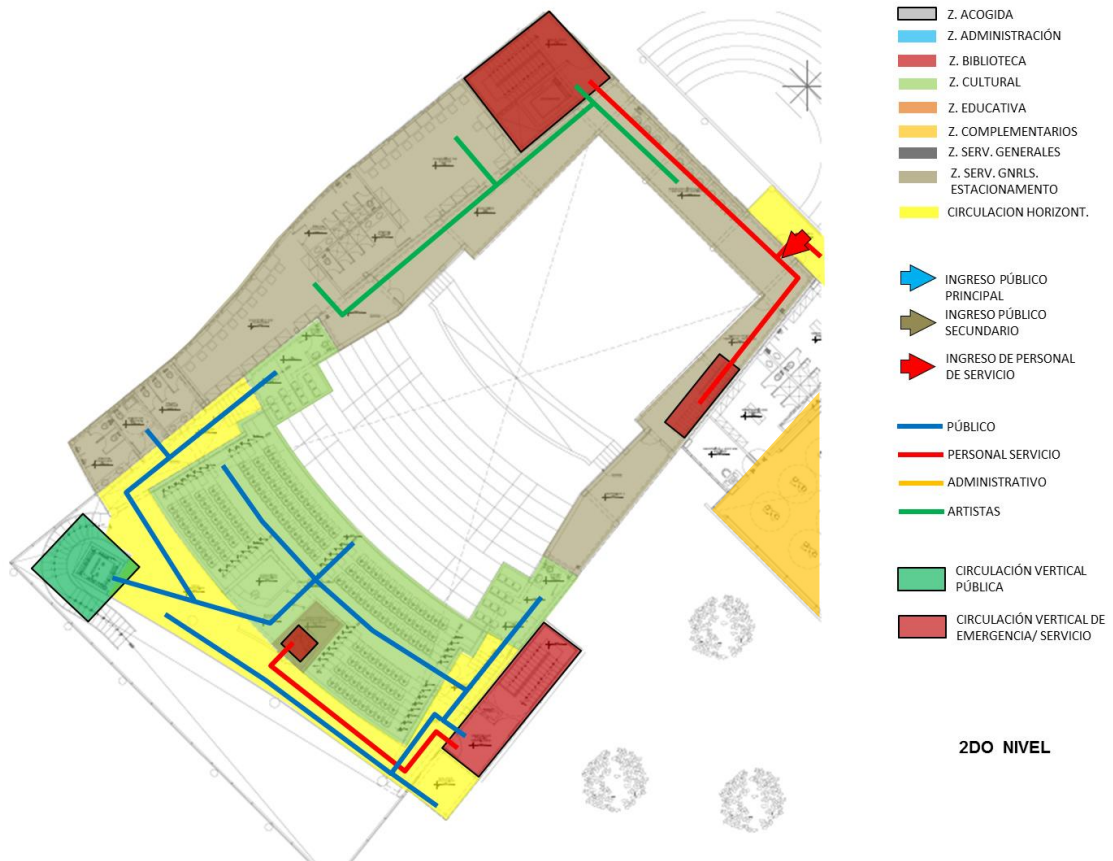 Z. ACOGIDA
Z. ADMINISTRACIÓN
Z. BIBLIOTECA
Z. CULTURAL
Z. EDUCATIVA
Z. COMPLEMENTARIOS
Z. SERV. GENERALES
Z. SERV. GNRLS.
ESTACIONAMENTO
CIRCULACION HORIZONT.
INGRESO PÚBLICO
PRINCIPAL
INGRESO PÚBLICO
SECUNDARIO
INGRESO DE PERSONAL
DE SERVICIO
PÚBLICO
PERSONAL SERVICIO
ADMINISTRATIVO
ARTISTAS
CIRCULACIÓN VERTICAL
PÚBLICA
CIRCULACIÓN VERTICAL DE
EMERGENCIA/ SERVICIO
2DO NIVEL